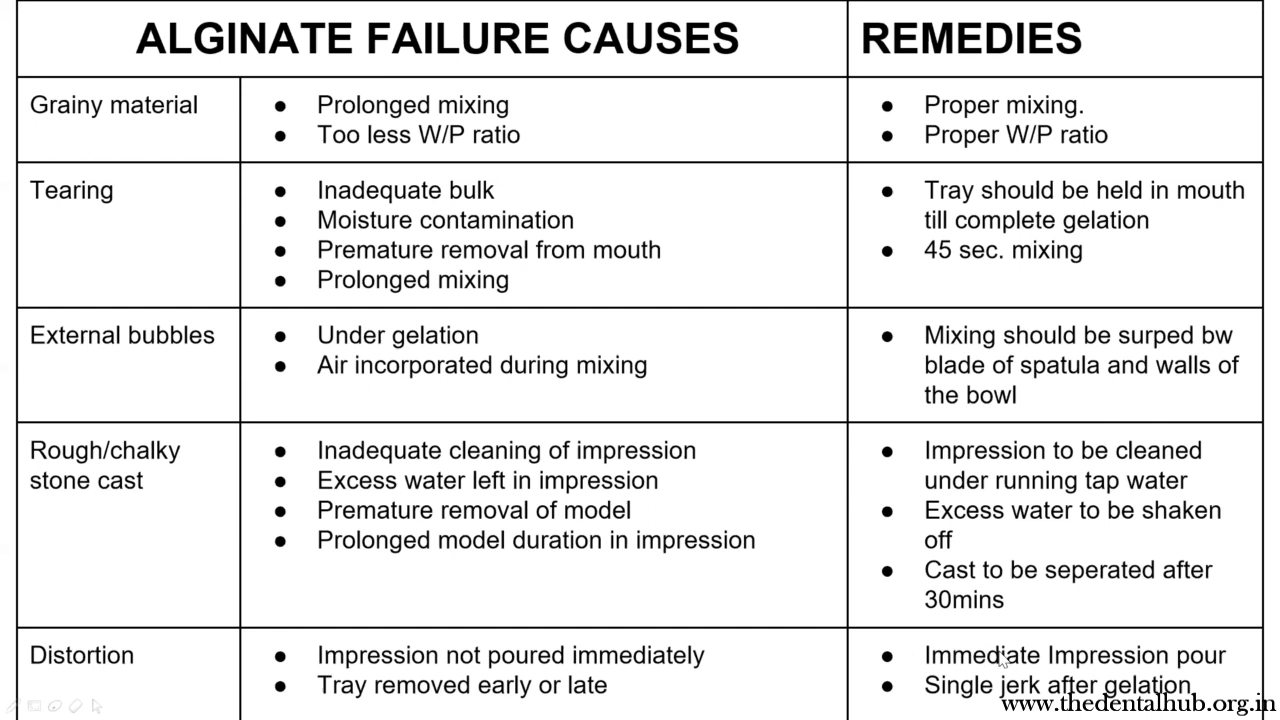 ALGINATE FAILURE CAUSES
REMEDIES
Grainy material
● Prolonged mixing
● Too less W/P ratio
● Proper mixing.
● Proper W/P ratio
Tearing
● Inadequate bulk
● Moisture contamination
● Premature removal from mouth
● Prolonged mixing
● Tray should be held in mouth
till complete gelation
● 45 sec. mixing
External bubbles
● Under gelation
● Air incorporated during mixing
● Mixing should be surped bw
blade of spatula and walls of
the bowl
Rough/chalky
stone cast
● Inadequate cleaning of impression
● Excess water left in impression
● Premature removal of model
● Prolonged model duration in impression
● Impression to be cleaned
under running tap water
● Excess water to be shaken
off
● Cast to be seperated after
30mins
Distortion
● Impression not poured immediately
● Tray removed early or late
● Immediate Impression pour
● Single jerk after gelation
www.thedentalhub.org.in